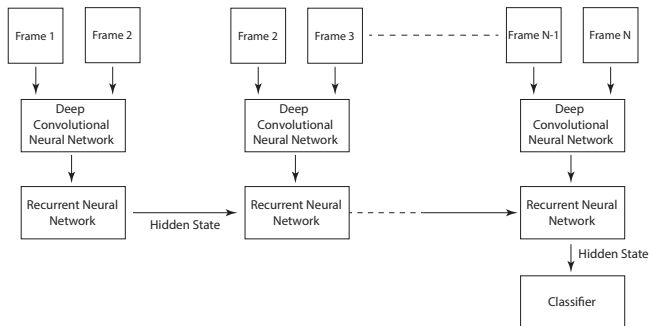 Frame 1
Frame 2
Frame 2
Frame 3
Frame N-1
Frame N
Deep
Convolutional
Neural Network
Deep
Convolutional
Neural Network
Deep
Convolutional
Neural Network
Recurrent Neural
Network
Hidden State
Recurrent Neural
Network
Recurrent Neural
Network
Hidden State
Classifier